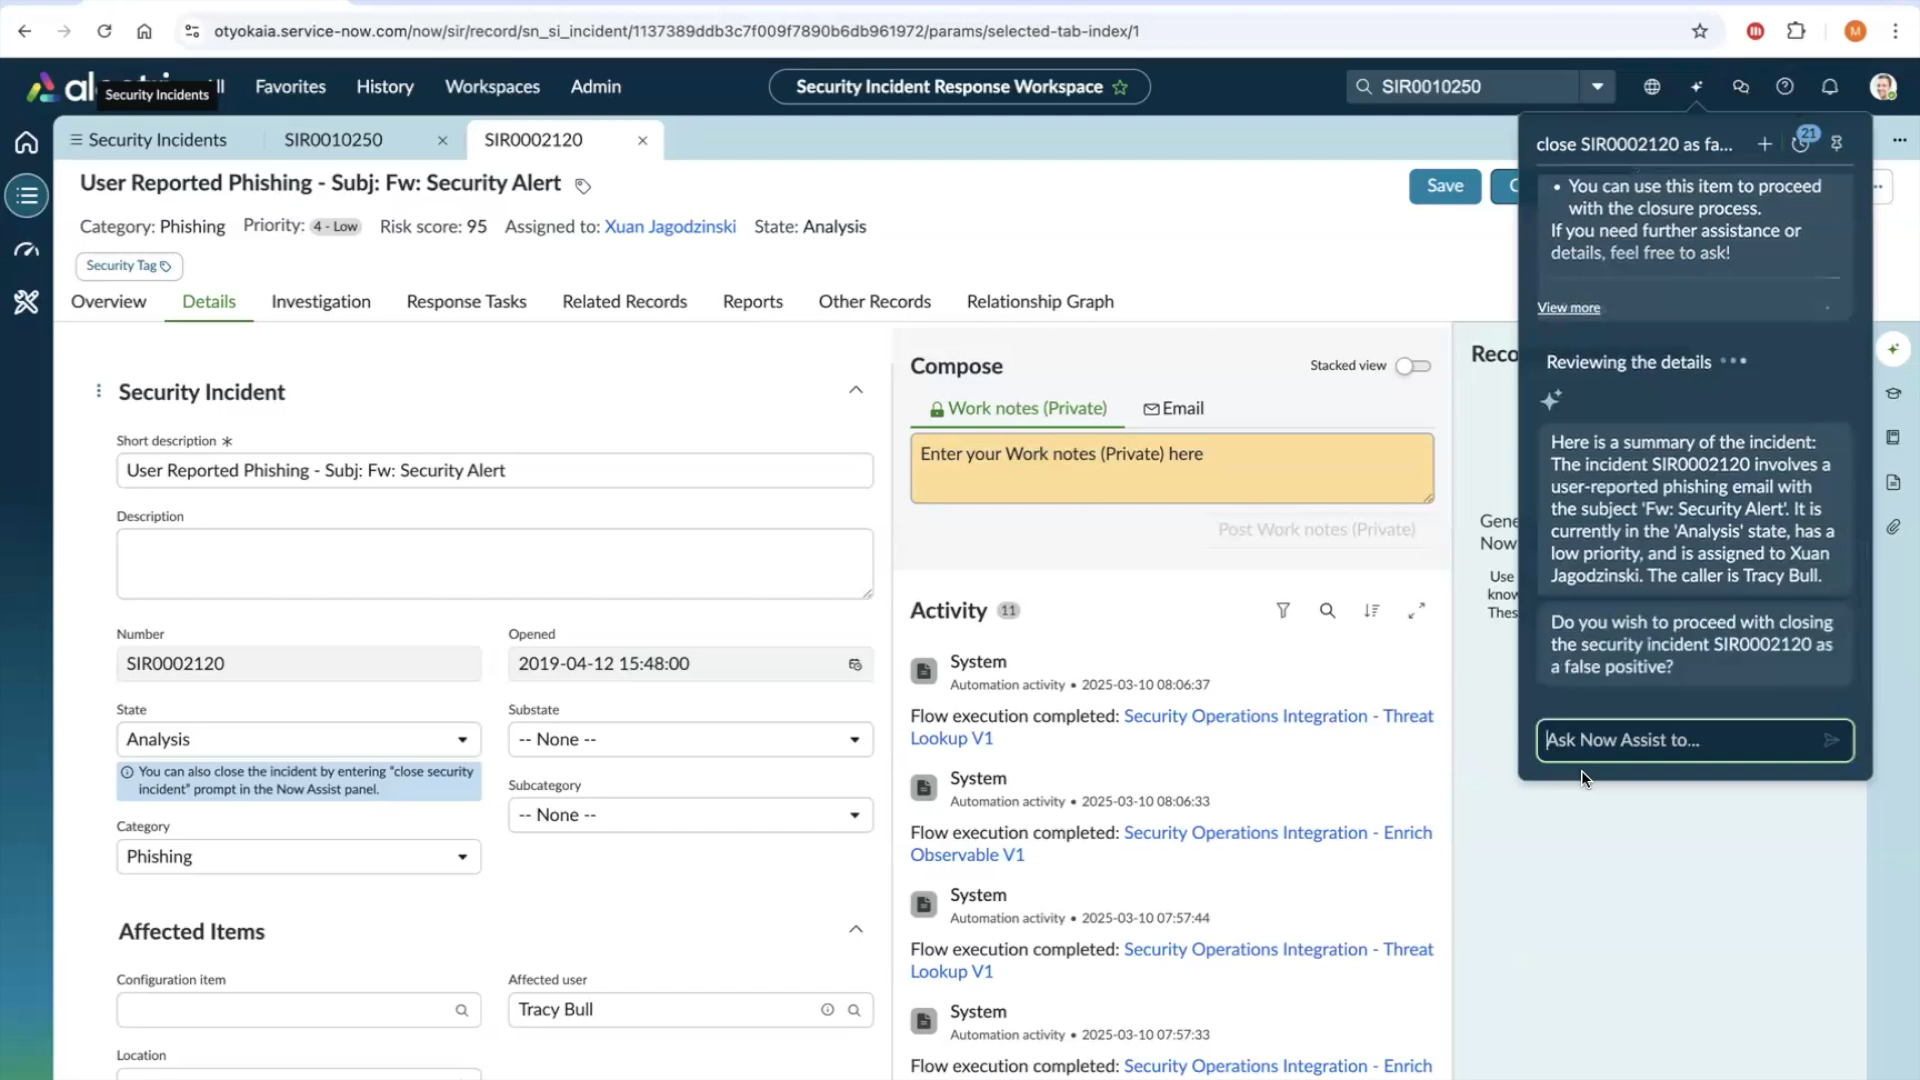 otyokaia.service-now.com/now/sir/record/sn_si_incident/1137389ddb3c7f009f7890b6db961972/params/selected-tab-index/1
M
Security Incidents
Favorites
History
Workspaces
Admin
Security Incident Response Workspace
SIR0010250
Security Incidents
SIR0010250
SIR0002120
User Reported Phishing - Subj: Fw: Security Alert
Save
Category: Phishing
Priority: 4 - Low
Risk score: 95
Assigned to: Xuan Jagodzinski
State: Analysis
Security Tag
Overview
Details
Investigation
Response Tasks
Related Records
Reports
Other Records
Relationship Graph
Security Incident
Short description *
User Reported Phishing - Subj: Fw: Security Alert
Description
Number
SIR0002120
Opened
2019-04-12 15:48:00
State
Analysis
You can also close the incident by entering "close security
incident" prompt in the Now Assist panel.
Substate
-- None --
Subcategory
-- None --
Category
Phishing
Affected Items
Configuration item
Affected user
Tracy Bull
Location
Compose
Stacked view
Work notes (Private)
Email
Enter your Work notes (Private) here
Post Work notes (Private)
Activity 11
System
Automation activity • 2025-03-10 08:06:37
Flow execution completed: Security Operations Integration - Threat
Lookup V1
System
Automation activity • 2025-03-10 08:06:33
Flow execution completed: Security Operations Integration - Enrich
Observable V1
System
Automation activity • 2025-03-10 07:57:44
Flow execution completed: Security Operations Integration - Threat
Lookup V1
System
Automation activity • 2025-03-10 07:57:33
Flow execution completed: Security Operations Integration - Enrich
Reco
Gene
Now
Use
know
Thes
close SIR0002120 as fa...
21
• You can use this item to proceed
with the closure process.
If you need further assistance or
details, feel free to ask!
View more
Reviewing the details
Here is a summary of the incident:
The incident SIR0002120 involves a
user-reported phishing email with
the subject 'Fw: Security Alert'. It is
currently in the 'Analysis' state, has a
low priority, and is assigned to Xuan
Jagodzinski. The caller is Tracy Bull.
Do you wish to proceed with closing
the security incident SIR0002120 as
a false positive?
Ask Now Assist to...